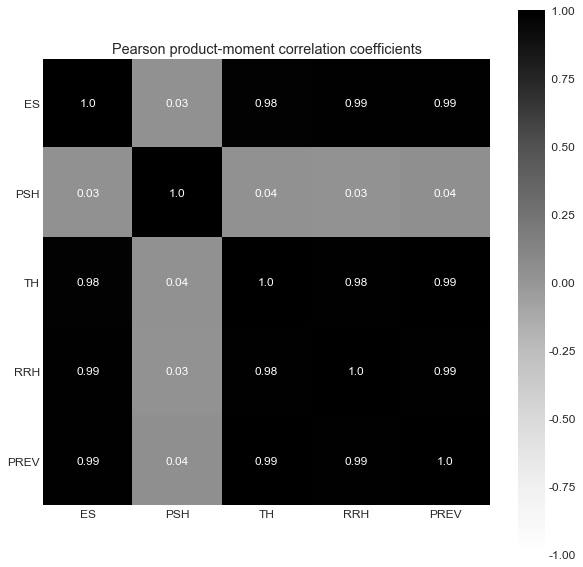 Pearson product-moment correlation coefficients
ES 1.0 0.03 0.98 0.99 0.99
PSH 0.03 1.0 0.04 0.03 0.04
TH 0.98 0.04 1.0 0.98 0.99
RRH 0.99 0.03 0.98 1.0 0.99
PREV 0.99 0.04 0.99 0.99 1.0
ES PSH TH RRH PREV
1.00
0.75
0.50
0.25
0.00
-0.25
-0.50
-0.75
-1.00